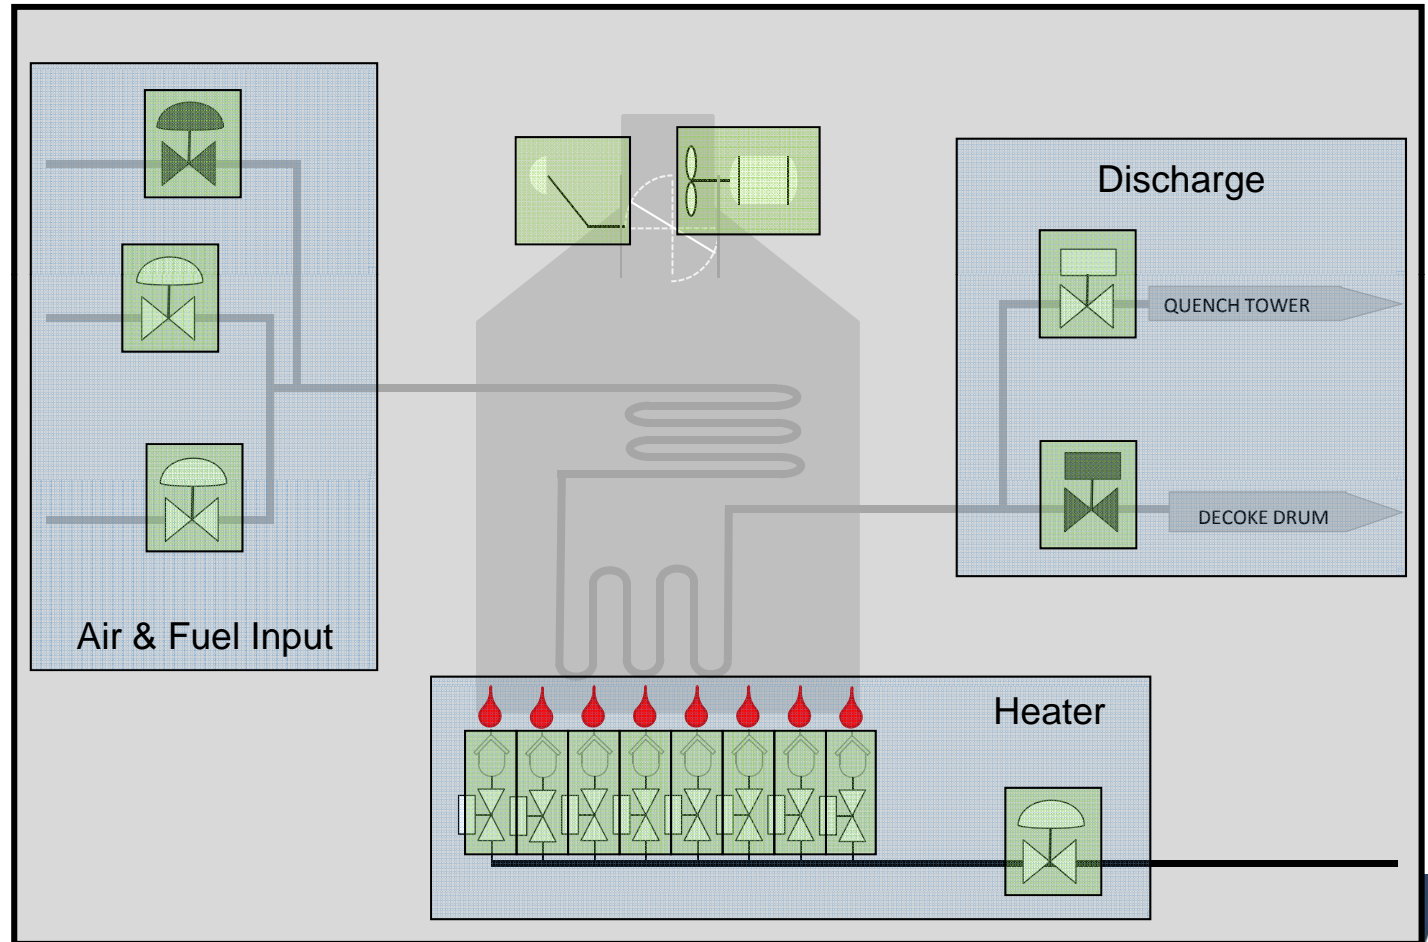 Discharge
QUENCH TOWER
DECOKE DRUM
Air & Fuel Input
Heater